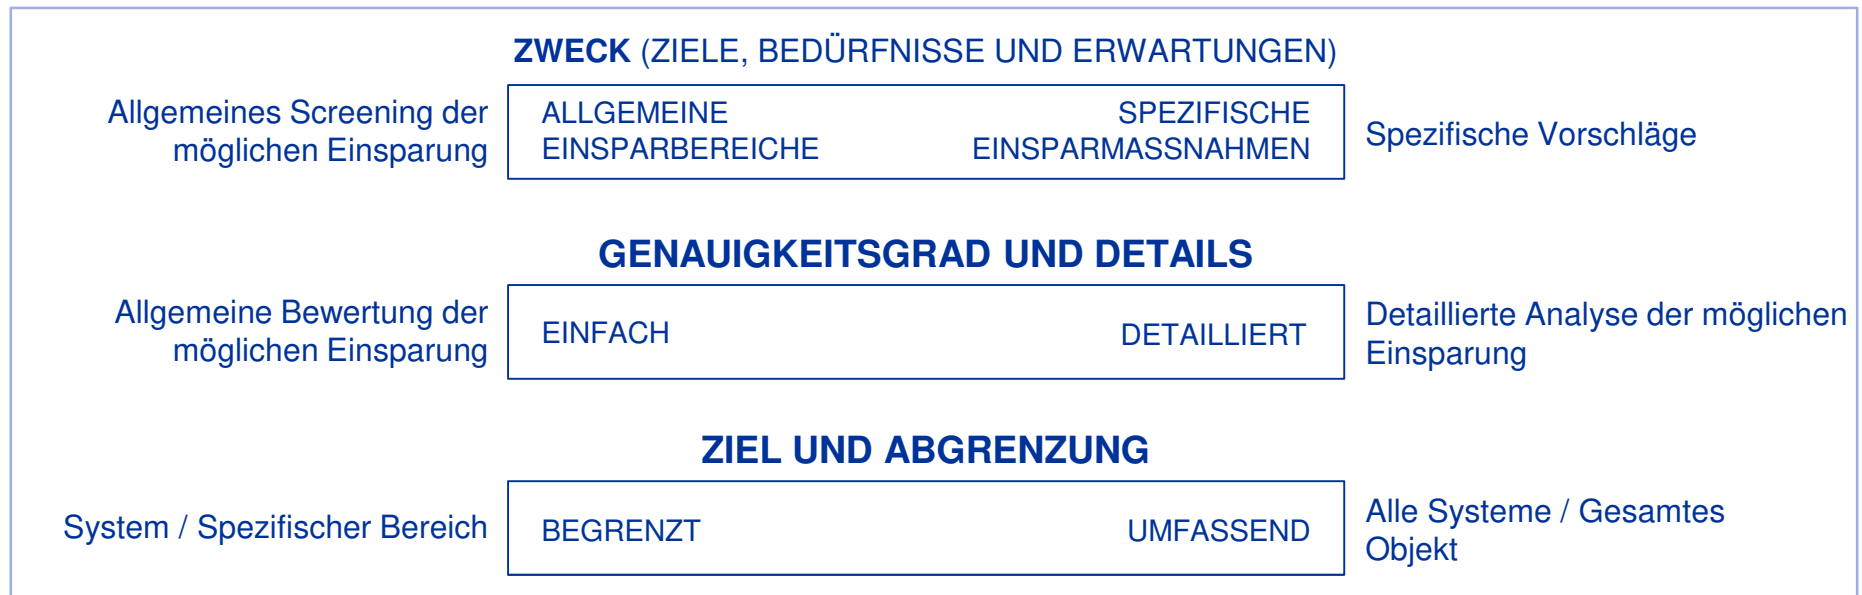 ZWECK (ZIELE, BEDÜRFNISSE UND ERWARTUNGEN)
Allgemeines Screening der
möglichen Einsparung
ALLGEMEINE
EINSPARBEREICHE
SPEZIFISCHE
EINSPARMASSNAHMEN
Spezifische Vorschläge
GENAUIGKEITSGRAD UND DETAILS
Allgemeine Bewertung der
möglichen Einsparung
EINFACH
DETAILLIERT
Detaillierte Analyse der möglichen
Einsparung
ZIEL UND ABGRENZUNG
System / Spezifischer Bereich
BEGRENZT
UMFASSEND
Alle Systeme / Gesamtes
Objekt